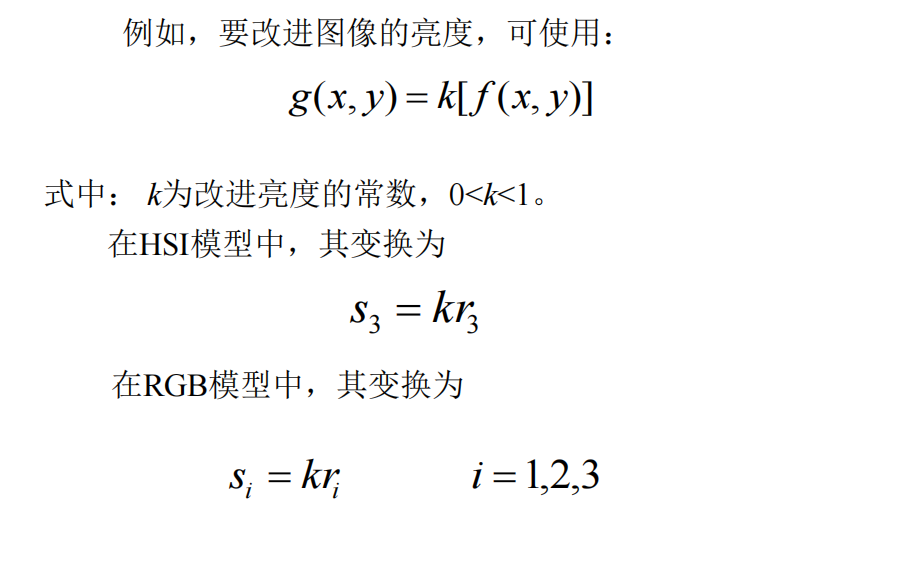 例如，要改进图像的亮度，可使用：
g(x, y) = k[f(x, y)]
式中： k为改进亮度的常数，0<k<1。
在HSI模型中，其变换为
s₃ = kr₃
在RGB模型中，其变换为
sᵢ = krᵢ i = 1,2,3